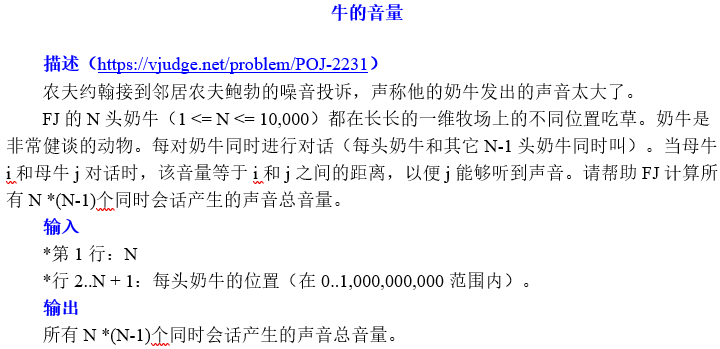 牛的音量
描述（https://vjudge.net/problem/POJ-2231）
农夫约翰接到邻居农夫鲍勃的噪音投诉，声称他的奶牛发出的声音太大了。
FJ 的 N 头奶牛（1 <= N <= 10,000）都在长长的一维牧场上的不同位置吃草。奶牛是
非常健谈的动物。每对奶牛同时进行对话（每头奶牛和其它 N-1 头奶牛同时叫）。当母牛
i 和母牛 j 对话时，该音量等于 i 和 j 之间的距离，以便 j 能够听到声音。请帮助 FJ 计算所
有 N *(N-1)个同时会话产生的声音总音量。
输入
*第 1 行：N
*行 2..N + 1：每头奶牛的位置（在 0..1,000,000,000 范围内）。
输出
所有 N *(N-1)个同时会话产生的声音总音量。